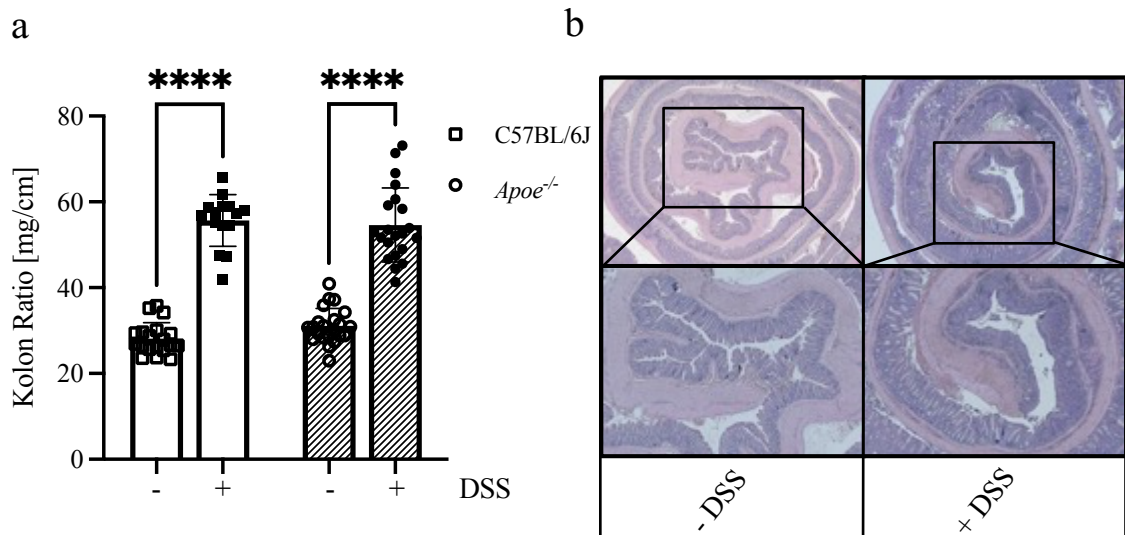 a
b
****
****
80
60
40
20
0
Kolon Ratio [mg/cm]
C57BL/6J
Apoe-/-
- + - + DSS
- DSS
+ DSS